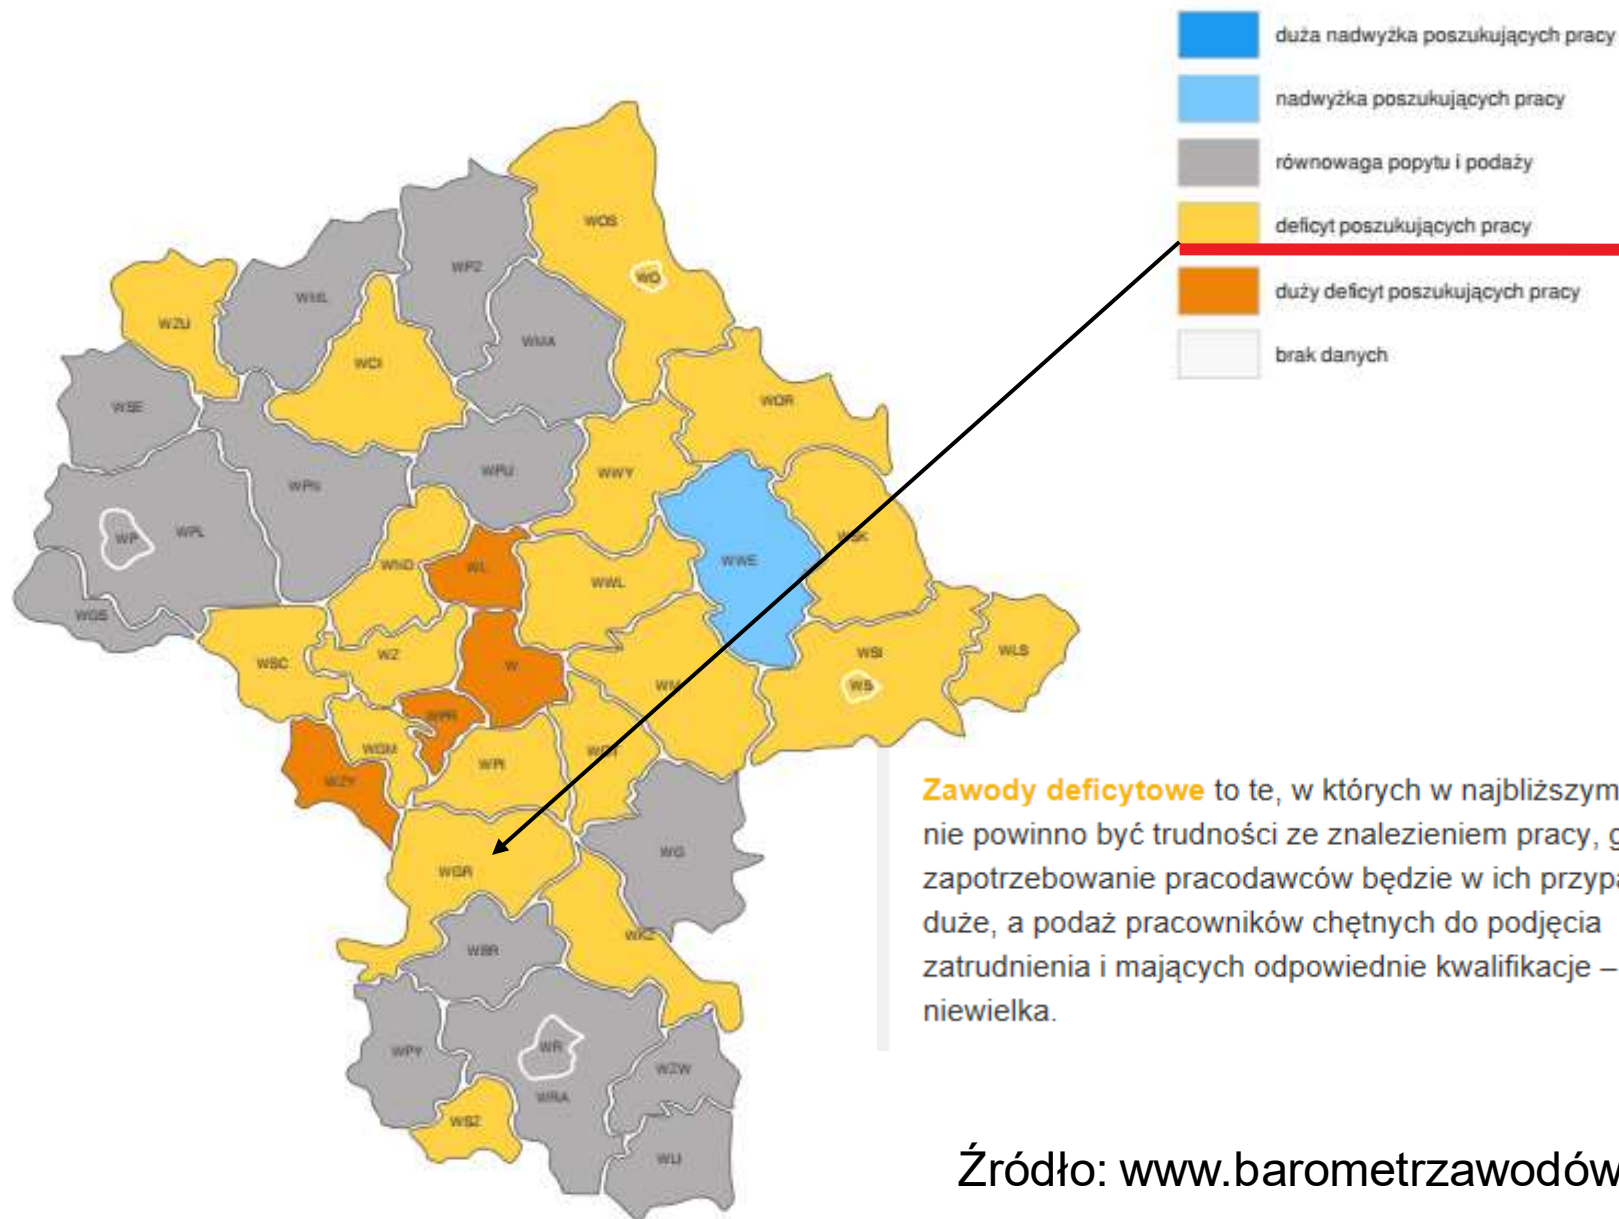 duża nadwyżka poszukujących pracy
nadwyżka poszukujących pracy
równowaga popytu i podaży
deficyt poszukujących pracy
duży deficyt poszukujących pracy
brak danych
WOS
WO
WPZ
WML
WZU
WMA
WCI
WSE
WOR
WPU
WWY
WPN
WP
WPL
WSK
WWE
WND
WL
WWL
WGS
WSC
WZ
W
WM
WSI
WS
WLS
WPR
WGM
WPI
WOT
WZY
WGR
WG
WKZ
WBR
WPY
WR
WZW
WRA
WSZ
WLI
Zawody deficytowe to te, w których w najbliższym
nie powinno być trudności ze znalezieniem pracy, g
zapotrzebowanie pracodawców będzie w ich przypa
duże, a podaż pracowników chętnych do podjęcia
zatrudnienia i mających odpowiednie kwalifikacje –
niewielka.
Źródło: www.barometrzawodów